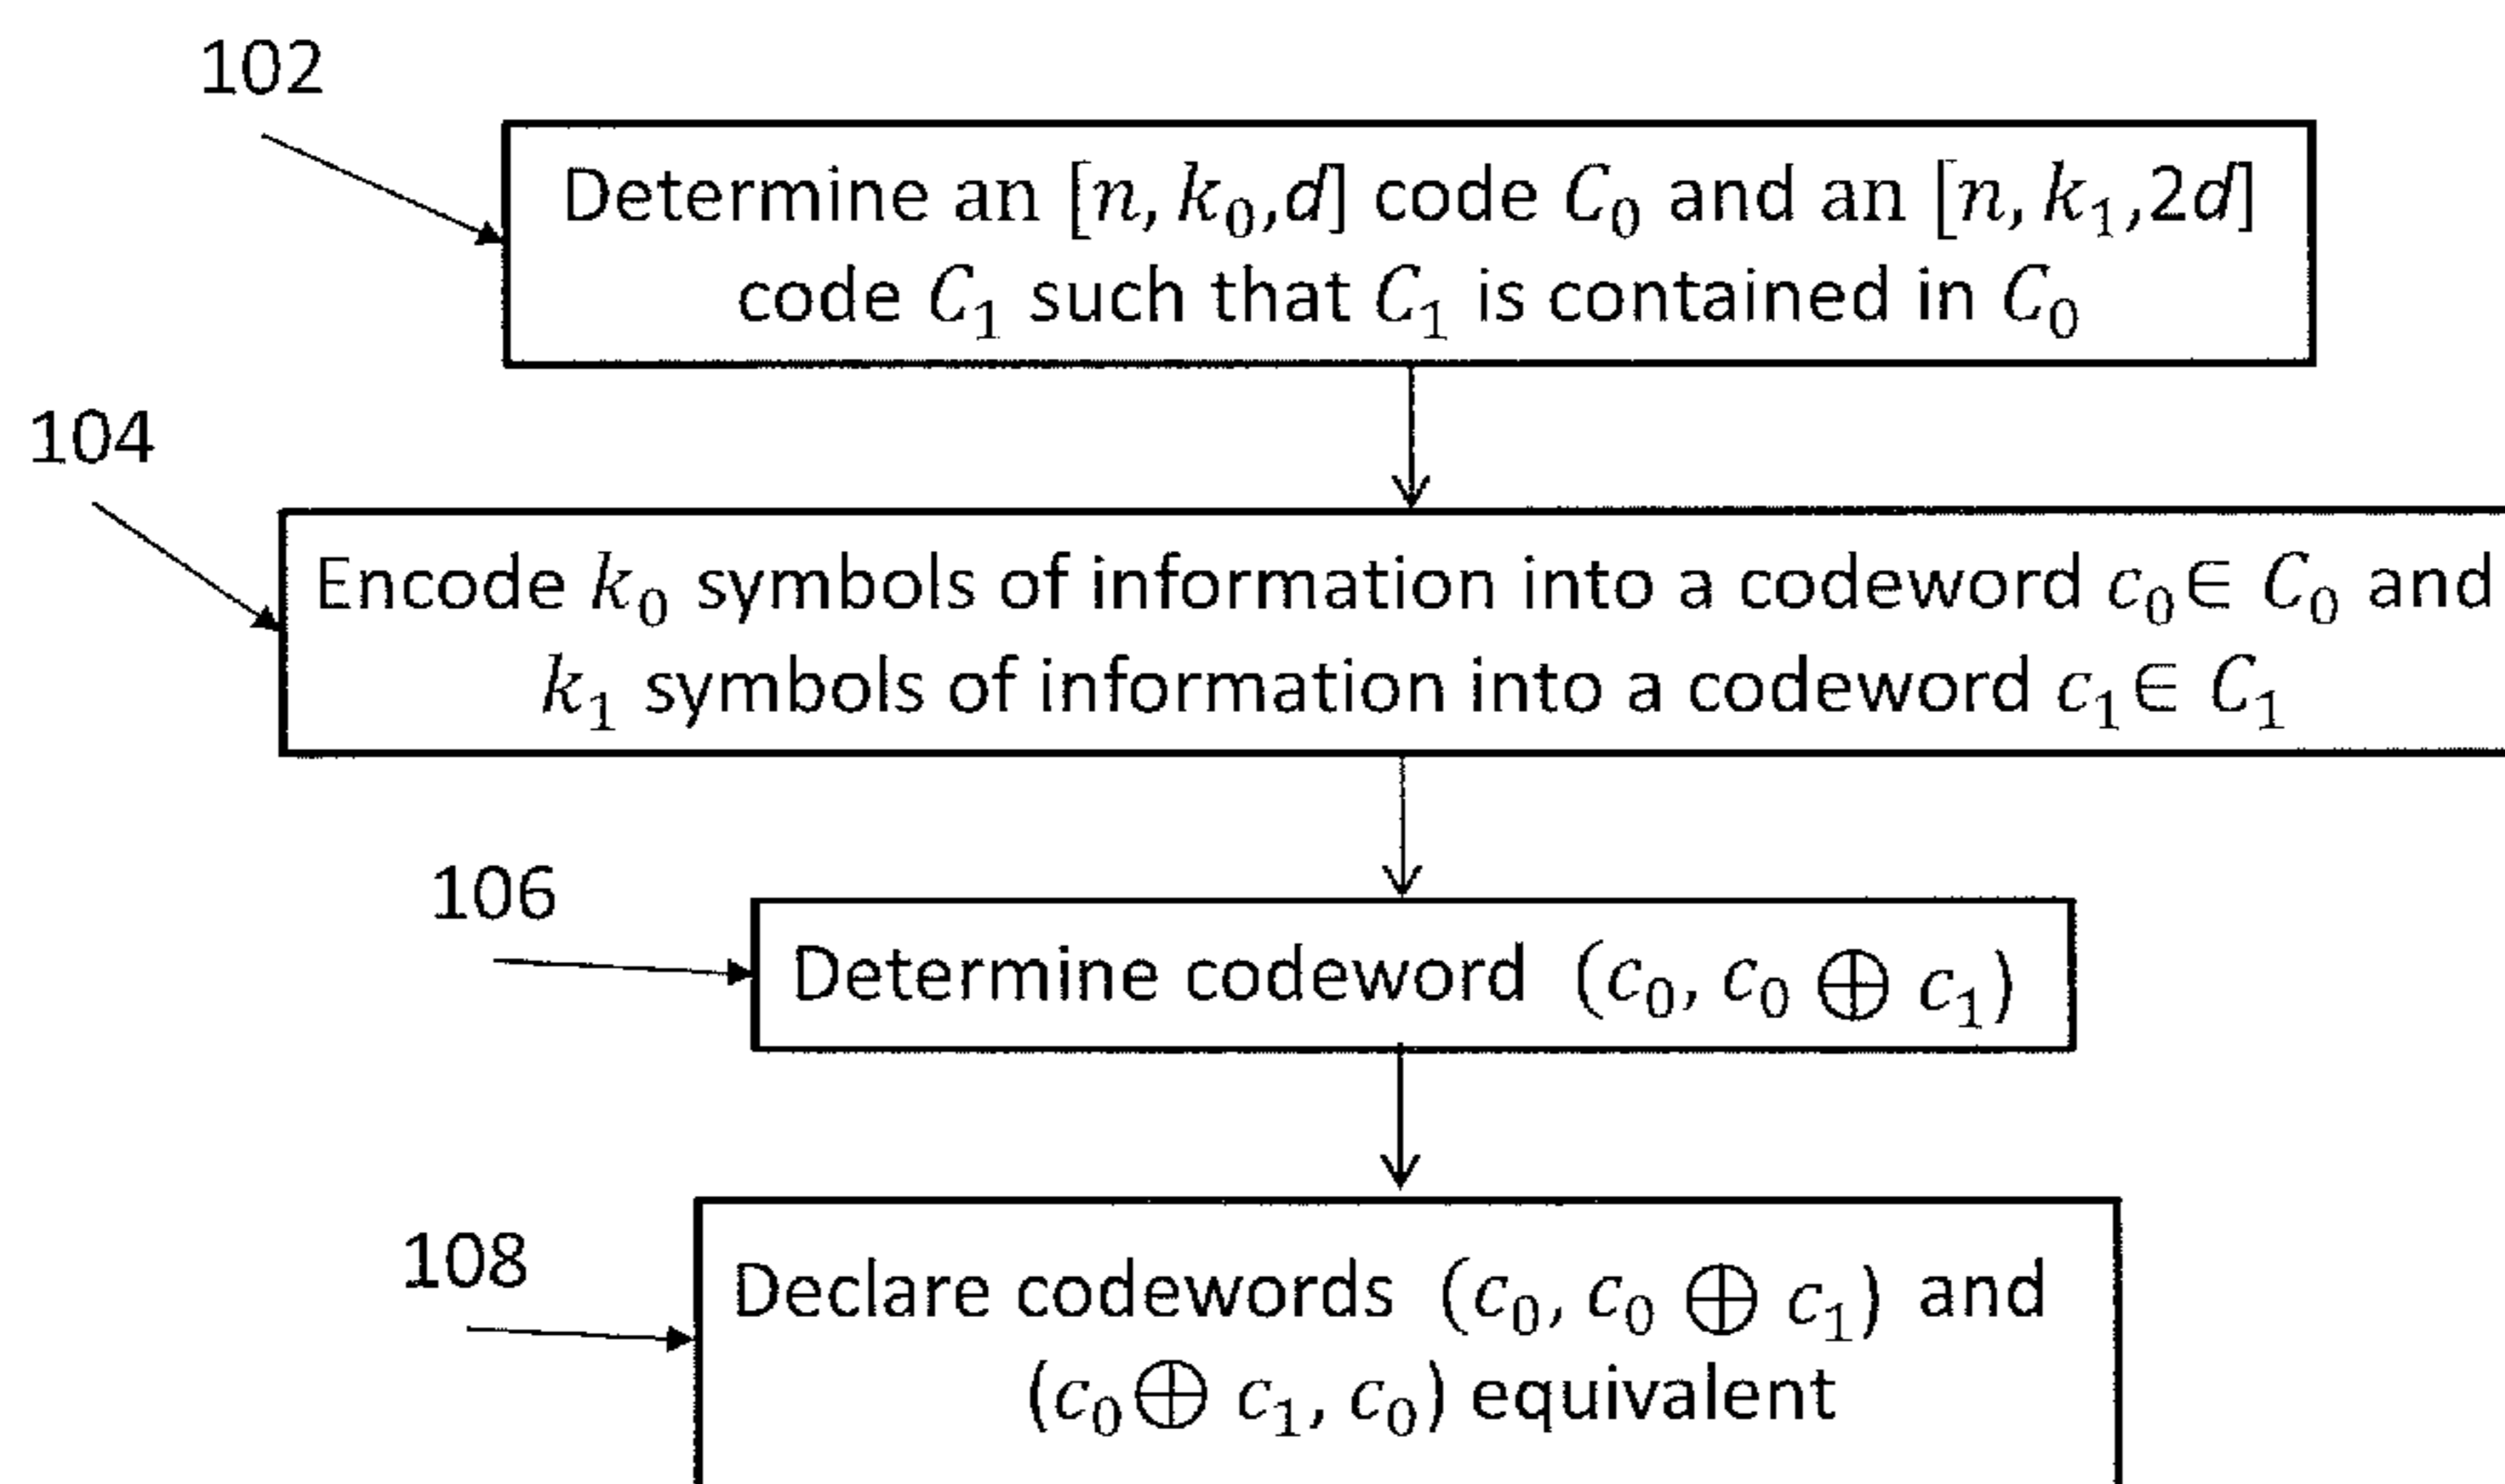 102
Determine an [n, k₀,d] code C₀ and an [n, k₁,2d]
code C₁ such that C₁ is contained in C₀
104
Encode k₀ symbols of information into a codeword c₀∈ C₀ and
k₁ symbols of information into a codeword c₁∈ C₁
106
Determine codeword (c₀, c₀ ⊕ c₁)
108
Declare codewords (c₀, c₀ ⊕ c₁) and
(c₀⊕ c₁, c₀) equivalent